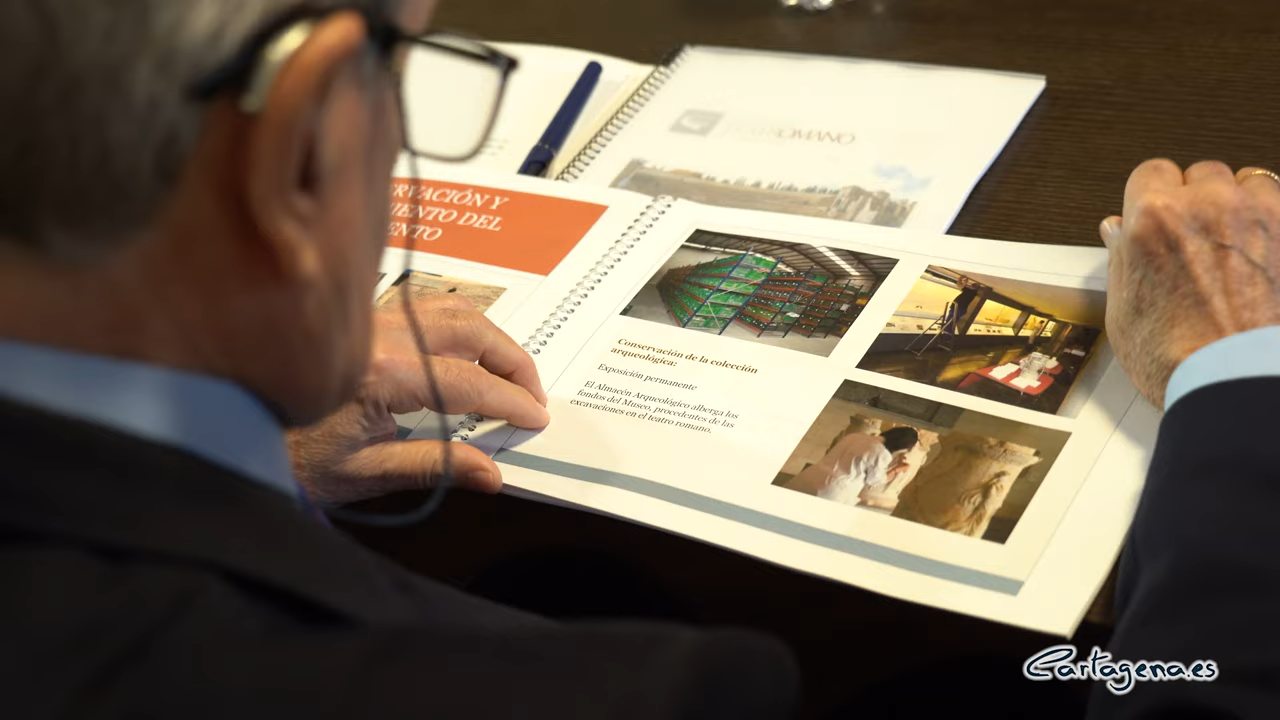 OMANO
RVACIÓN Y
IENTO DEL
ENTO
Conservación de la colección
arqueológica:
Exposición permanente
El Almacén Arqueológico alberga los
fondos del Museo, procedentes de las
excavaciones en el teatro romano.
Cartagena.es